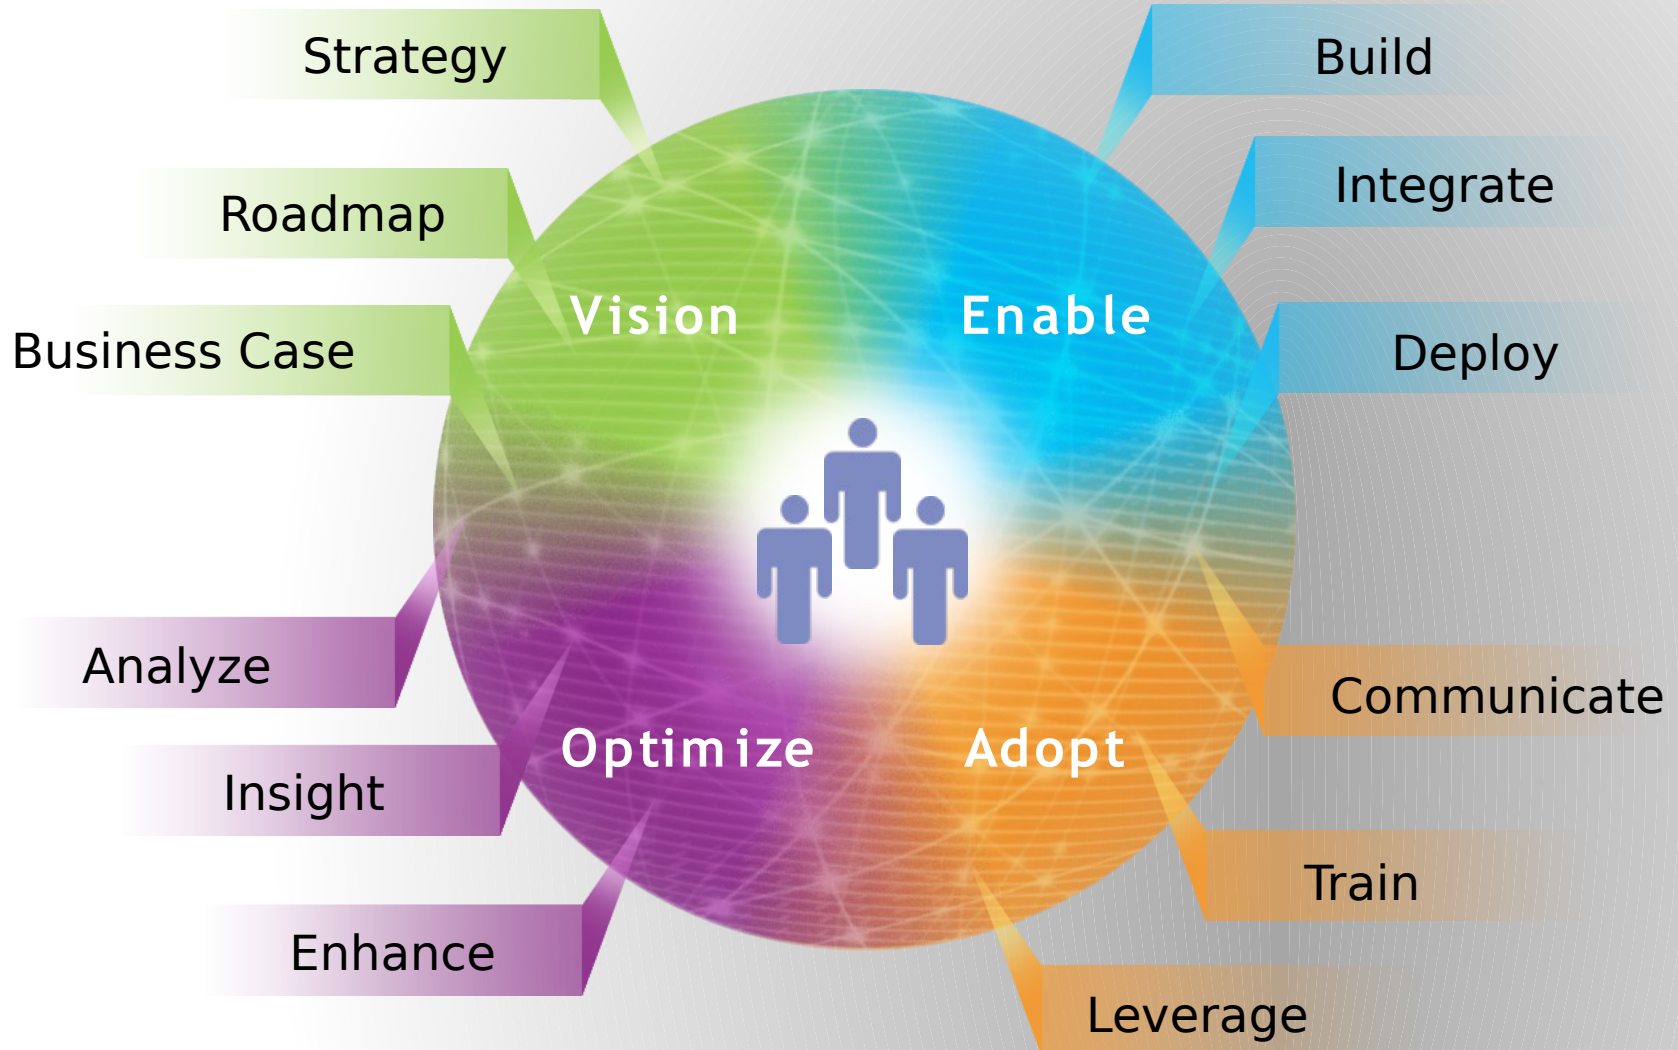 Strategy
Roadmap
Business Case
Vision
Build
Integrate
Deploy
Enable
Analyze
Insight
Enhance
Optimize
Communicate
Train
Leverage
Adopt